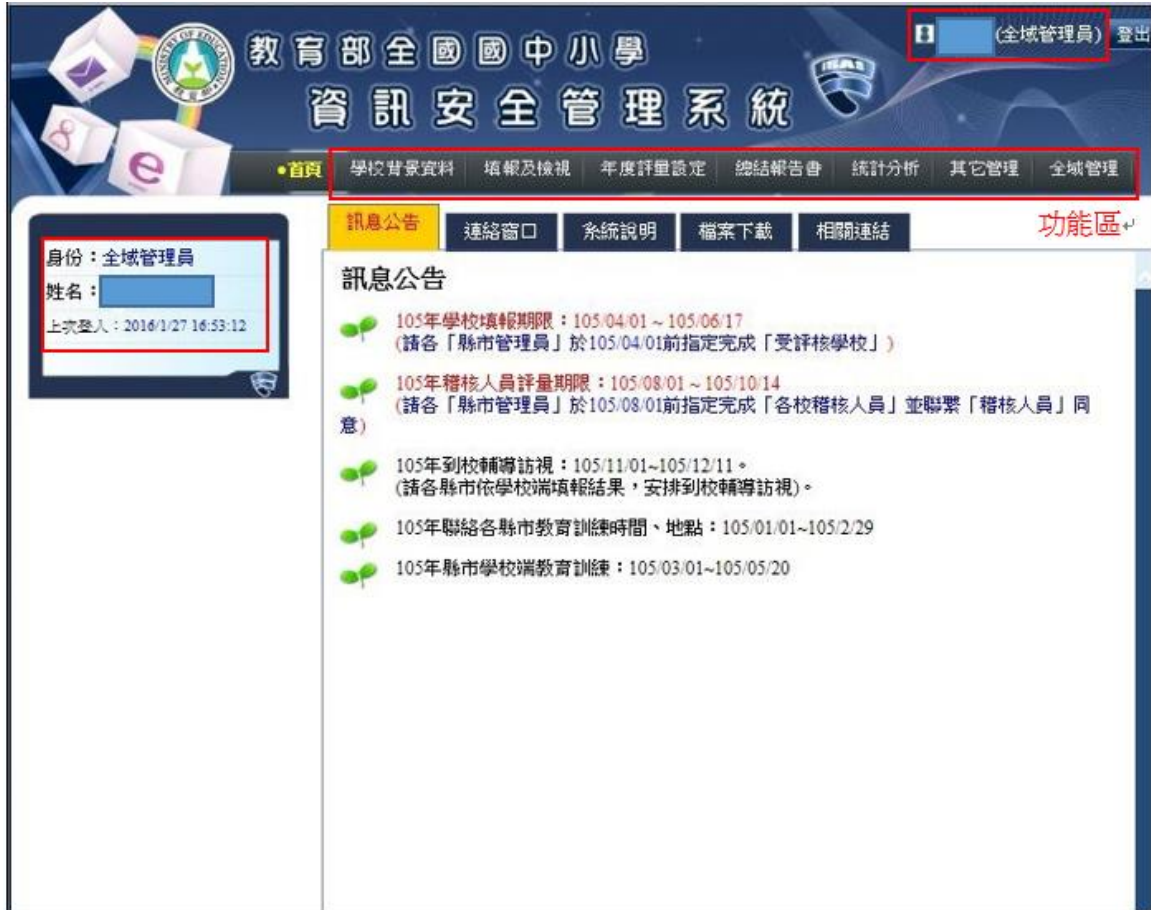 教育部全國國中小學
資訊安全管理系統
(全域管理員) 登出
•首頁 學校背景資料 填報及檢視 年度評量設定 總結報告書 統計分析 其它管理 全域管理
功能區
身份：全域管理員
姓名：
上次登入：2016/1/27 16:53:12
訊息公告 連絡窗口 系統說明 檔案下載 相關連結
訊息公告
105年學校填報期限：105/04/01～105/06/17
(請各「縣市管理員」於105/04/01前指定完成「受評核學校」)
105年稽核人員評量期限：105/08/01～105/10/14
(請各「縣市管理員」於105/08/01前指定完成「各校稽核人員」並聯繫「稽核人員」同
意)
105年到校輔導訪視：105/11/01~105/12/11。
(請各縣市依學校端填報結果，安排到校輔導訪視)。
105年聯絡各縣市教育訓練時間、地點：105/01/01~105/2/29
105年縣市學校端教育訓練：105/03/01~105/05/20
MINISTRY OF EDUCATION
e